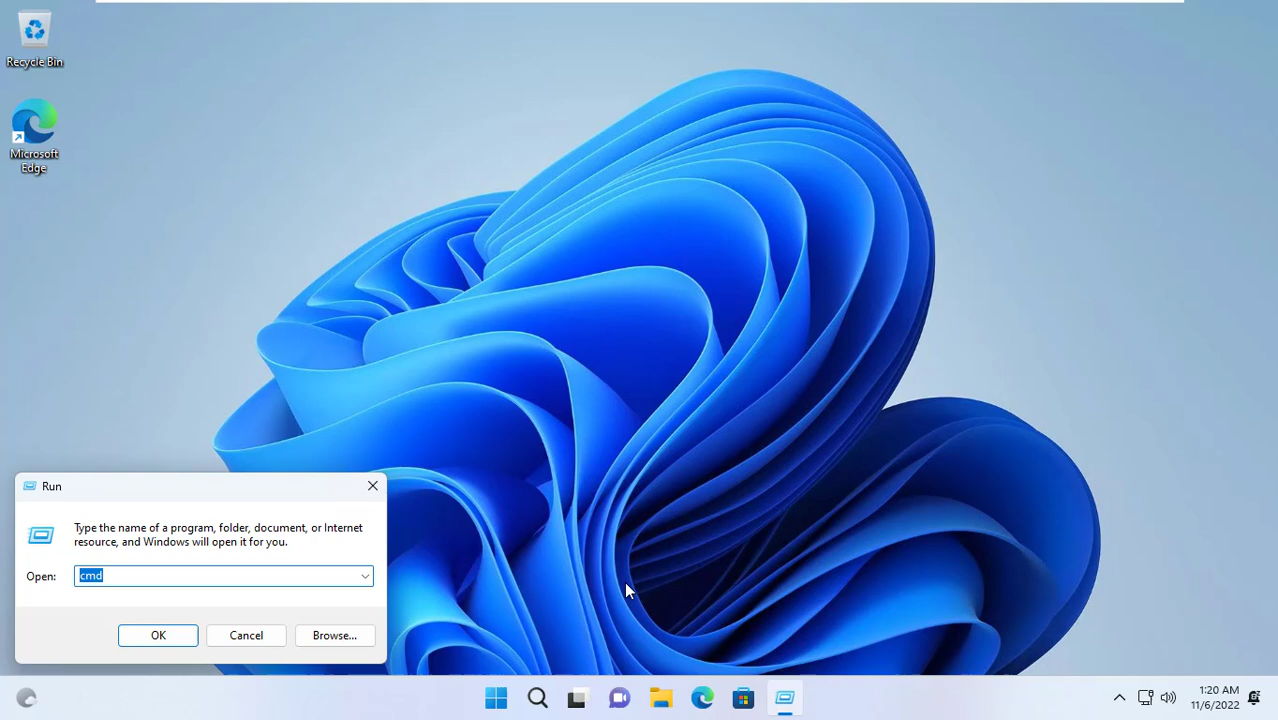 Recycle Bin
Microsoft
Edge
Run
Type the name of a program, folder, document, or Internet
resource, and Windows will open it for you.
Open:
cmd
OK
Cancel
Browse...
1:20 AM
11/6/2022